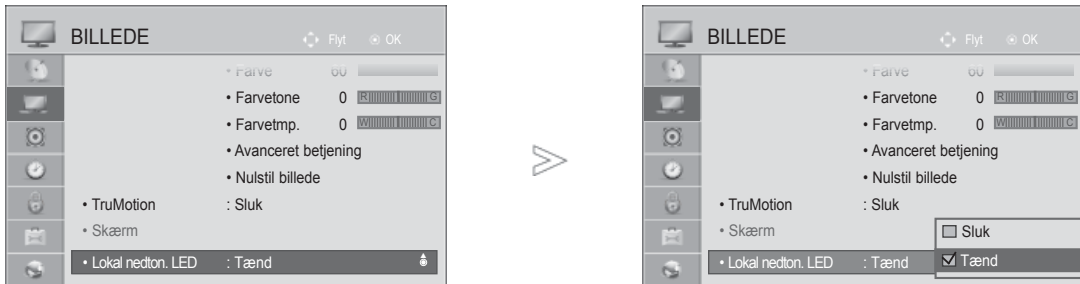 BILLEDE Flyt OK
• Farve 60
• Farvetone 0 R G
• Farvetmp. 0 W C
• Avanceret betjening
• Nulstil billede
• TruMotion : Sluk
• Skærm
• Lokal nedton. LED : Tænd
BILLEDE Flyt OK
• Farve 60
• Farvetone 0 R G
• Farvetmp. 0 W C
• Avanceret betjening
• Nulstil billede
• TruMotion : Sluk
• Skærm
Sluk
• Lokal nedton. LED : Tænd
Tænd